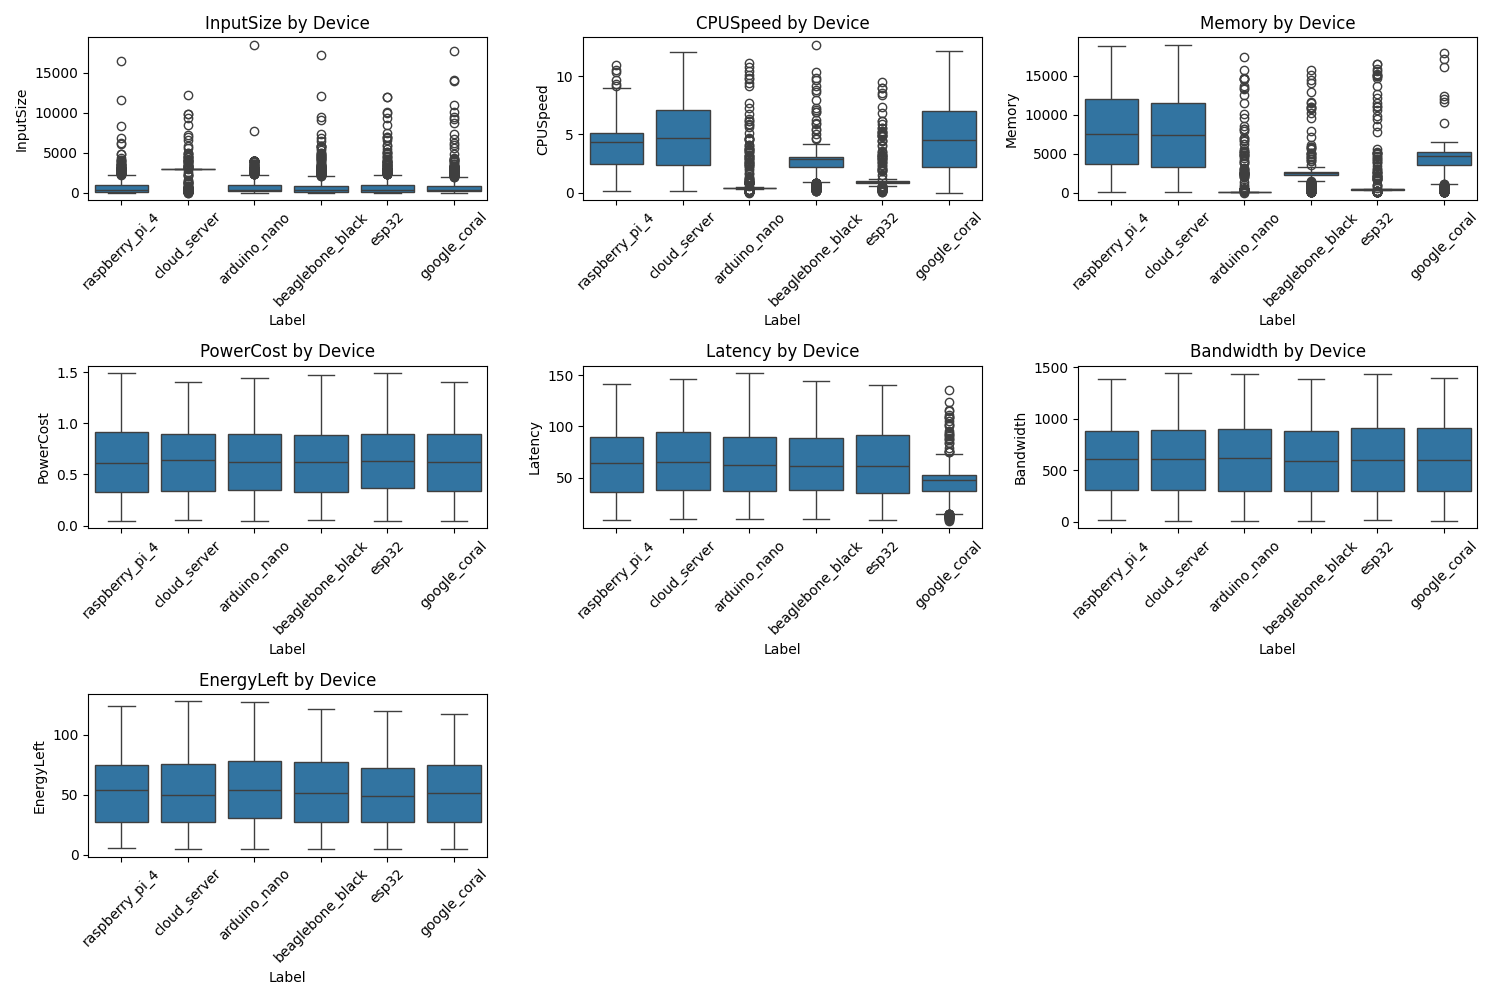 InputSize by Device
InputSize
15000
10000
5000
0
raspberry_pi_4
cloud_server
arduino_nano
beaglebone_black
esp32
google_coral
Label
CPUSpeed by Device
CPUSpeed
10
5
0
raspberry_pi_4
cloud_server
arduino_nano
beaglebone_black
esp32
google_coral
Label
Memory by Device
Memory
15000
10000
5000
0
raspberry_pi_4
cloud_server
arduino_nano
beaglebone_black
esp32
google_coral
Label
PowerCost by Device
PowerCost
1.5
1.0
0.5
0.0
raspberry_pi_4
cloud_server
arduino_nano
beaglebone_black
esp32
google_coral
Label
Latency by Device
Latency
150
100
50
raspberry_pi_4
cloud_server
arduino_nano
beaglebone_black
esp32
google_coral
Label
Bandwidth by Device
Bandwidth
1500
1000
500
0
raspberry_pi_4
cloud_server
arduino_nano
beaglebone_black
esp32
google_coral
Label
EnergyLeft by Device
EnergyLeft
100
50
0
raspberry_pi_4
cloud_server
arduino_nano
beaglebone_black
esp32
google_coral
Label